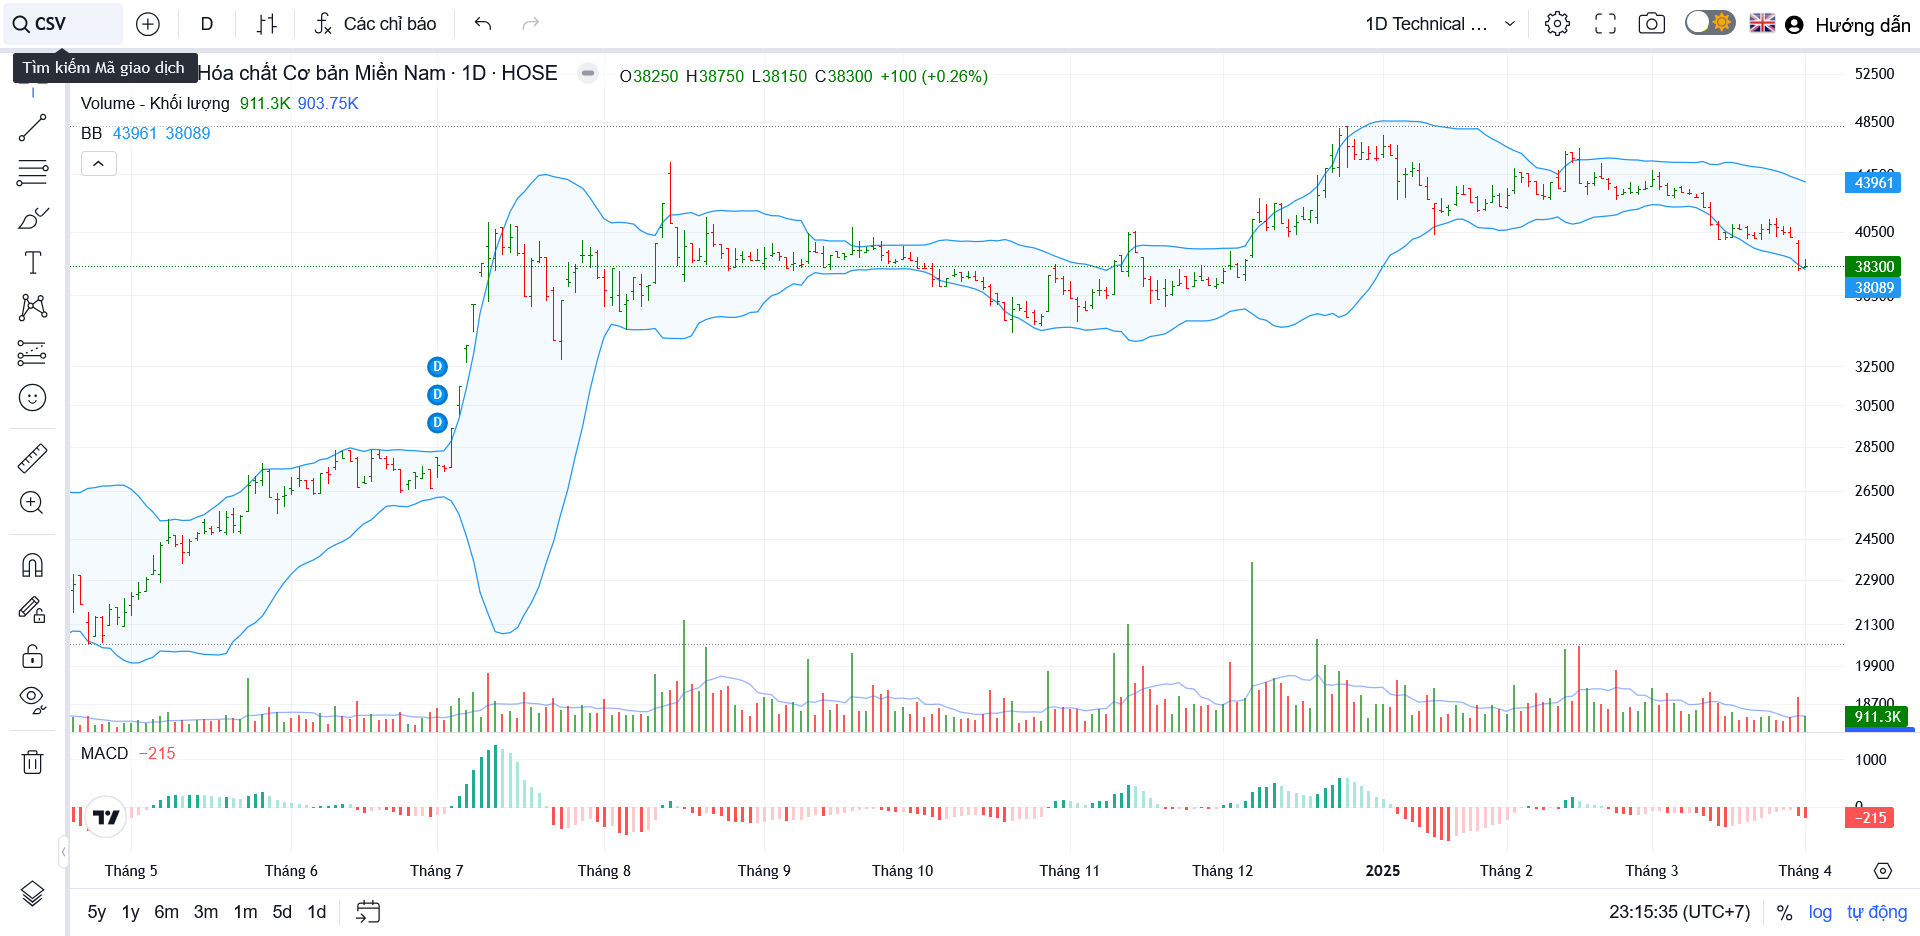 CSV
D
Các chỉ báo
1D Technical ...
Hướng dẫn
Tìm kiếm Mã giao dịch
Hóa chất Cơ bản Miền Nam · 1D · HOSE
O38250 H38750 L38150 C38300 +100 (+0.26%)
Volume - Khối lượng 911.3K 903.75K
BB 43961 38089
52500
48500
43961
40500
38300
38089
32500
30500
28500
26500
24500
22900
21300
19900
18700
911.3K
D
D
D
MACD −215
1000
0
−215
Tháng 5 Tháng 6 Tháng 7 Tháng 8 Tháng 9 Tháng 10 Tháng 11 Tháng 12 2025 Tháng 2 Tháng 3 Tháng 4
5y 1y 6m 3m 1m 5d 1d
23:15:35 (UTC+7) % log tự động